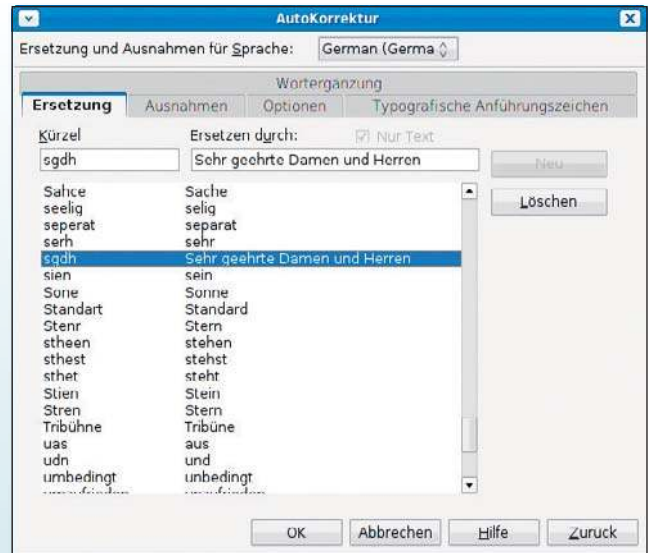 AutoKorrektur
Ersetzung und Ausnahmen für Sprache: German (Germa
Wortergänzung
Ersetzung Ausnahmen Optionen Typografische Anführungszeichen
Kürzel Ersetzen durch: Nur Text
sgdh Sehr geehrte Damen und Herren Neu
Löschen
Sahce Sache
seelig selig
seperat separat
serh sehr
sgdh Sehr geehrte Damen und Herren
sien sein
Sone Sonne
Standart Standard
Stenr Stern
stheen stehen
sthest stehst
sthet steht
Stien Stein
Stren Stern
Tribühne Tribüne
uas aus
udn und
umbedingt unbedingt
OK Abbrechen Hilfe Zurück